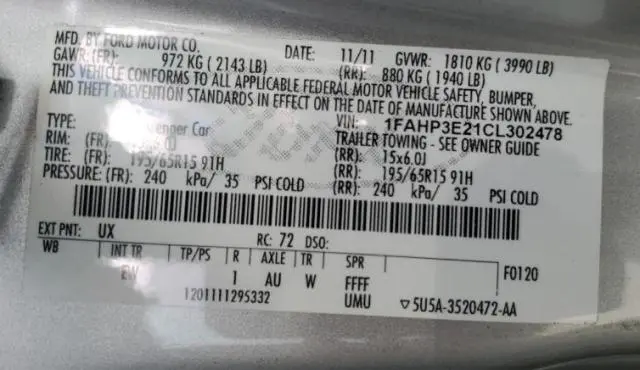 MFD. BY FORD MOTOR CO. DATE: 11/11 GVWR: 1810 KG ( 3990 LB)
GAWR: (FR): 972 KG ( 2143 LB) (RR): 880 KG ( 1940 LB)
THIS VEHICLE CONFORMS TO ALL APPLICABLE FEDERAL MOTOR VEHICLE SAFETY, BUMPER,
AND THEFT PREVENTION STANDARDS IN EFFECT ON THE DATE OF MANUFACTURE SHOWN ABOVE.
VIN: 1FAHP3E21CL302478
TYPE: Passenger Car TRAILER TOWING - SEE OWNER GUIDE
RIM: (FR) (RR): 15x6.0J
TIRE: (FR) 195/65R15 91H (RR): 195/65R15 91H
PRESSURE: (FR): 240 kPa/ 35 PSI COLD (RR): 240 kPa/ 35 PSI COLD
EXT PNT: UX RC: 72 DSO:
WB INT TR TP/PS R AXLE TR SPR F0120
EW 1 AU W FFFF
1201111295332 UMU ▽5U5A-3520472-AA